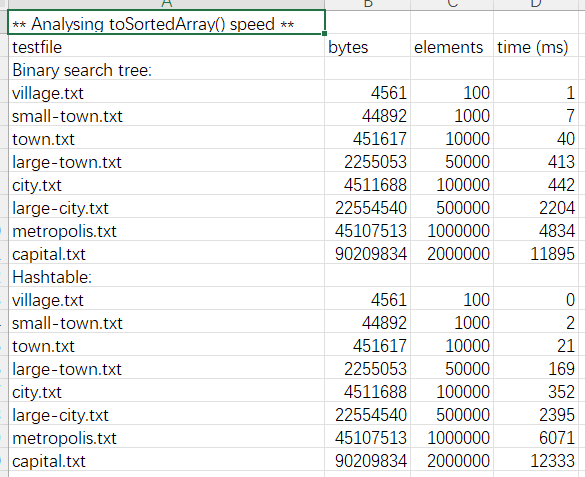 A B C D
** Analysing toSortedArray() speed **
testfile bytes elements time (ms)
Binary search tree:
village.txt 4561 100 1
small-town.txt 44892 1000 7
town.txt 451617 10000 40
large-town.txt 2255053 50000 413
city.txt 4511688 100000 442
large-city.txt 22554540 500000 2204
metropolis.txt 45107513 1000000 4834
capital.txt 90209834 2000000 11895
Hashtable:
village.txt 4561 100 0
small-town.txt 44892 1000 2
town.txt 451617 10000 21
large-town.txt 2255053 50000 169
city.txt 4511688 100000 352
large-city.txt 22554540 500000 2395
metropolis.txt 45107513 1000000 6071
capital.txt 90209834 2000000 12333